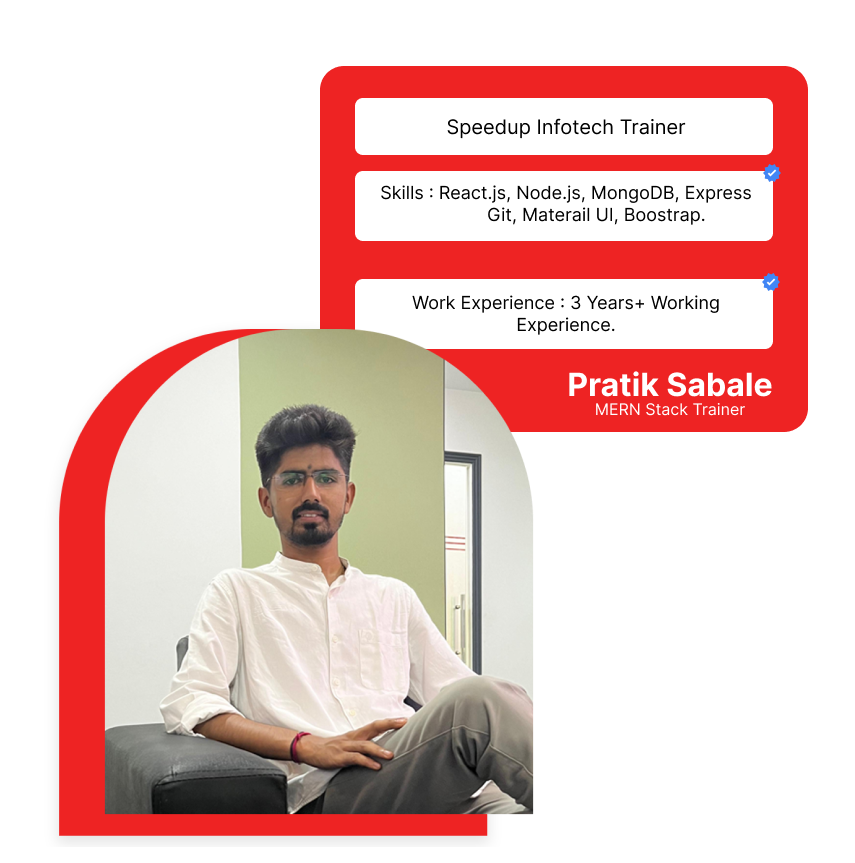 Speedup Infotech Trainer
Skills : React.js, Node.js, MongoDB, Express
Git, Materail UI, Boostrap.
Work Experience : 3 Years+ Working
Experience.
Pratik Sabale
MERN Stack Trainer